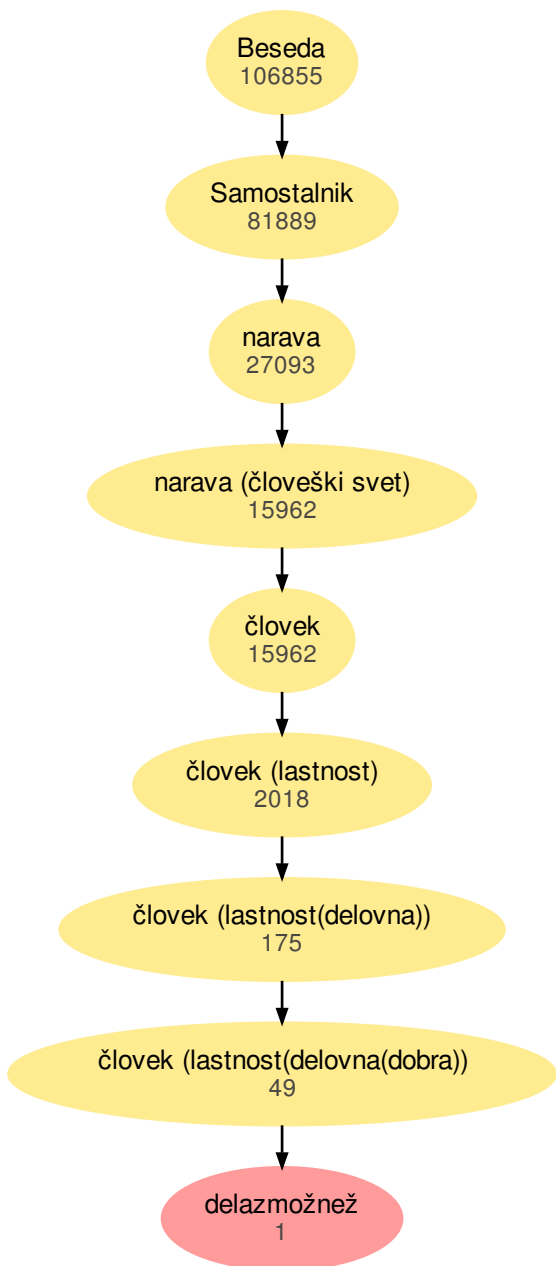 Beseda
106855
Samostalnik
81889
narava
27093
narava (človeški svet)
15962
človek
15962
človek (lastnost)
2018
človek (lastnost(delovna))
175
človek (lastnost(delovna(dobra))
49
delazmožnež
1